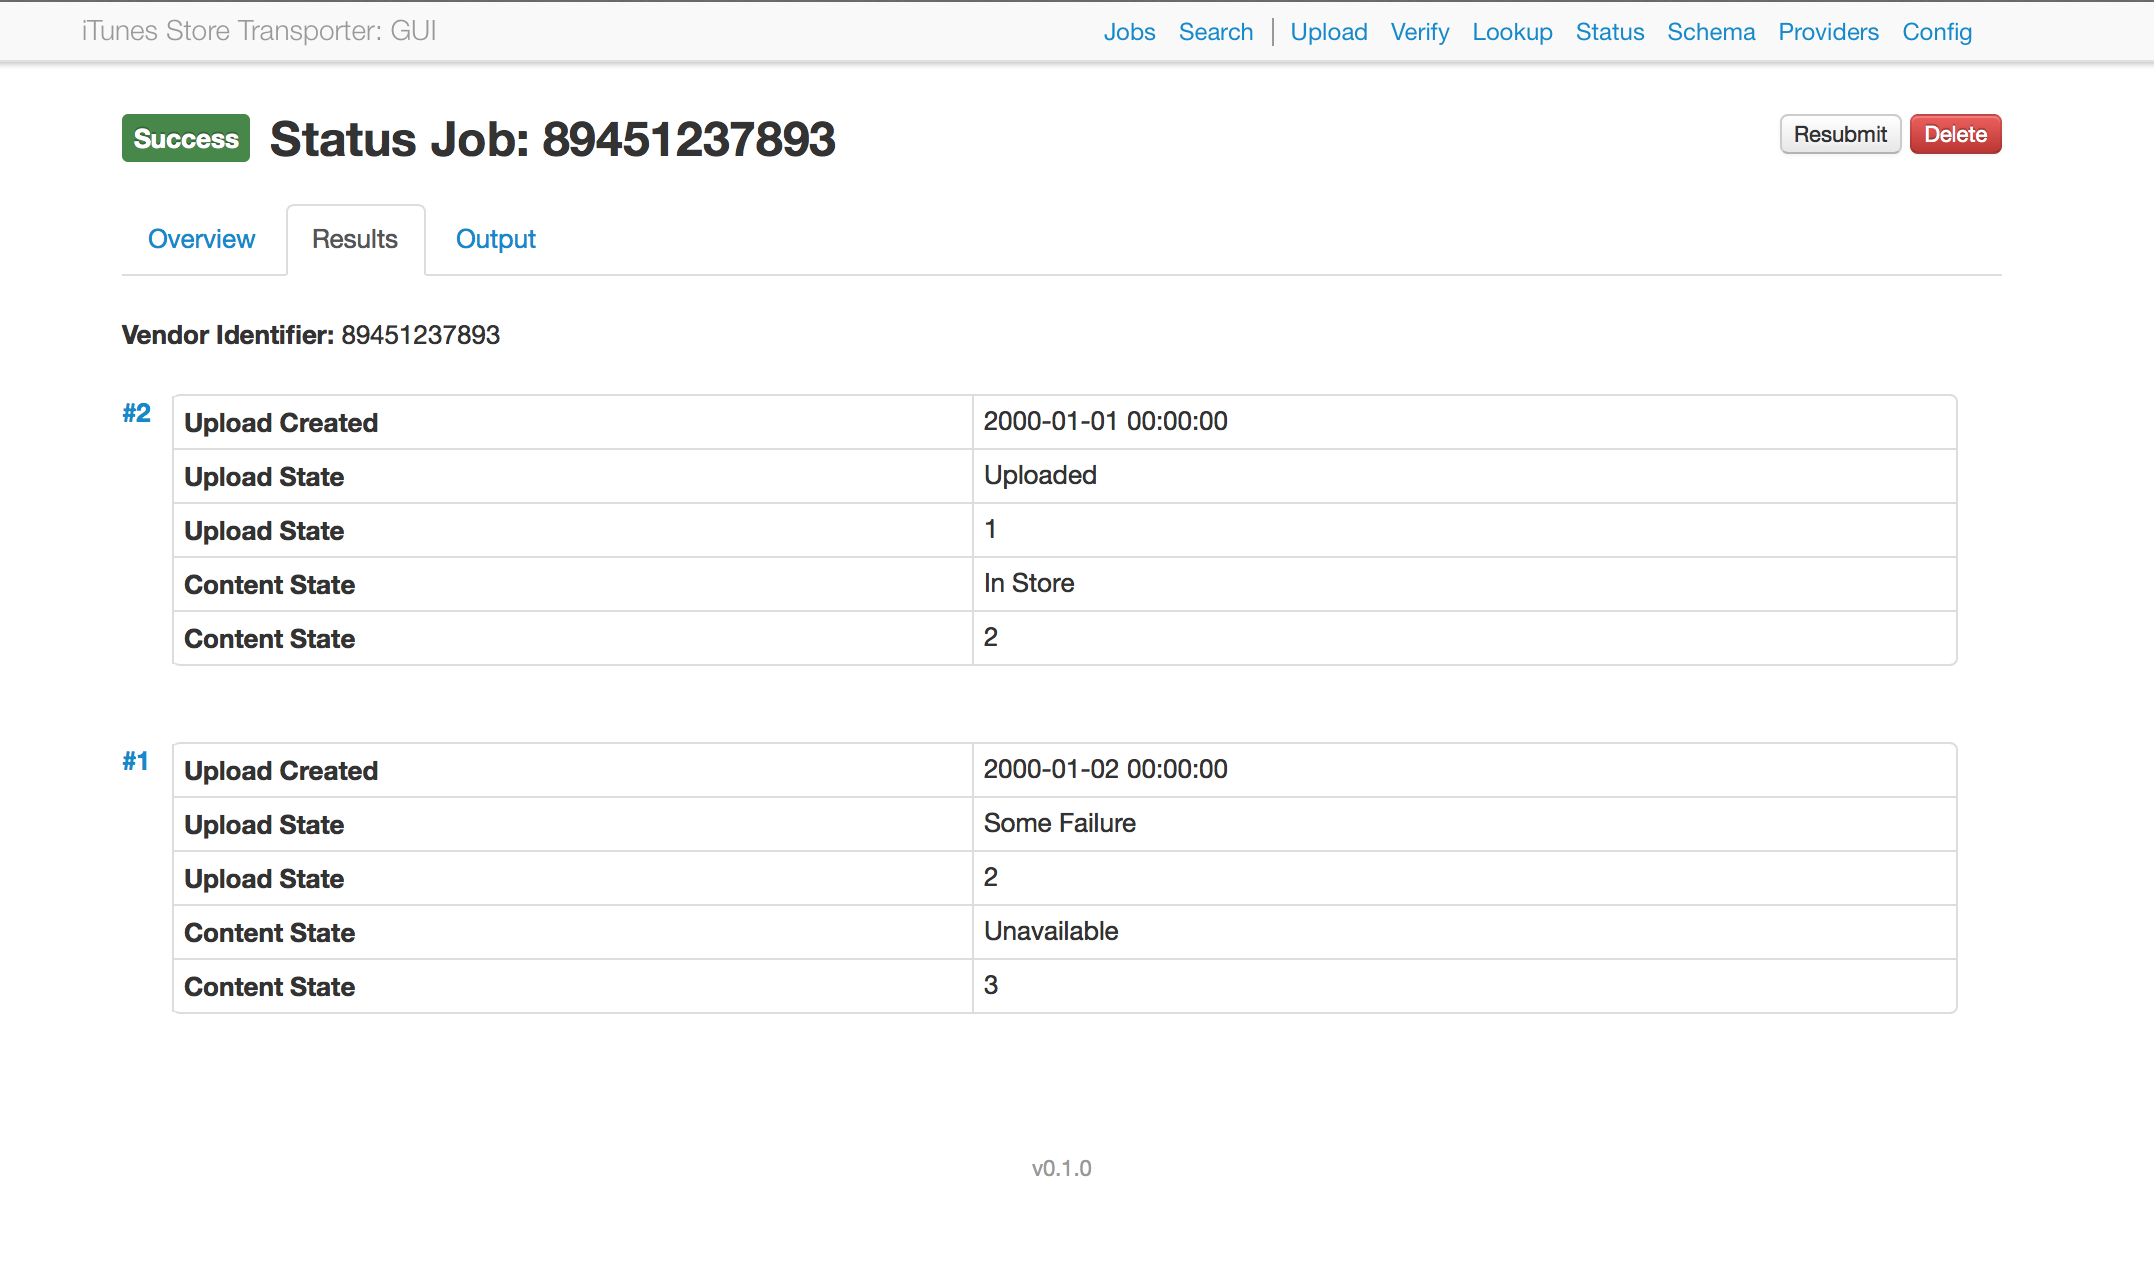 iTunes Store Transporter: GUI Jobs Search Upload Verify Lookup Status Schema Providers Config
Success Status Job: 89451237893 Resubmit Delete
Overview Results Output
Vendor Identifier: 89451237893
#2 Upload Created 2000-01-01 00:00:00
Upload State Uploaded
Upload State 1
Content State In Store
Content State 2
#1 Upload Created 2000-01-02 00:00:00
Upload State Some Failure
Upload State 2
Content State Unavailable
Content State 3
v0.1.0